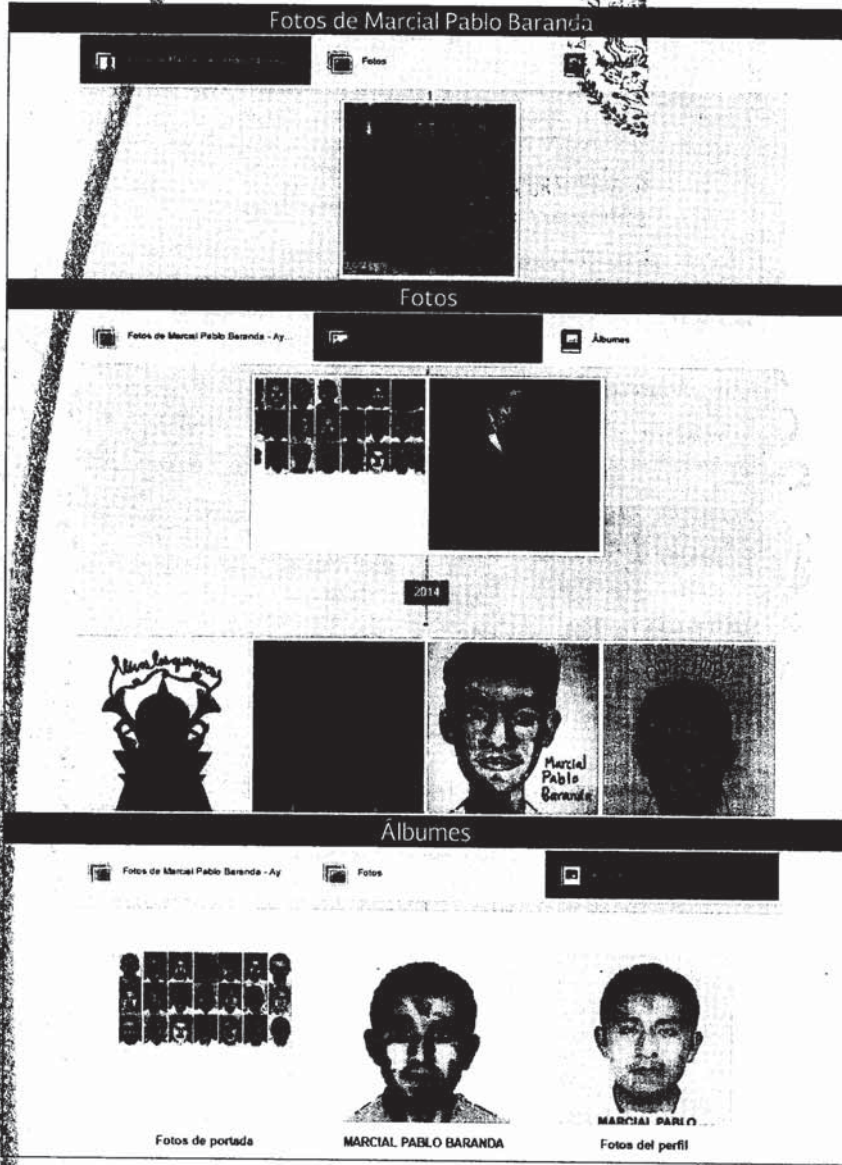 Fotos de Marcial Pablo Baranda
Fotos
Fotos
Fotos de Marcial Pablo Baranda - Ay...
Álbumes
2014
Marcial
Pablo
Baranda
Álbumes
Fotos de Marcial Pablo Baranda - Ay
Fotos
MARCIAL PABLO
Fotos de portada
MARCIAL PABLO BARANDA
Fotos del perfil